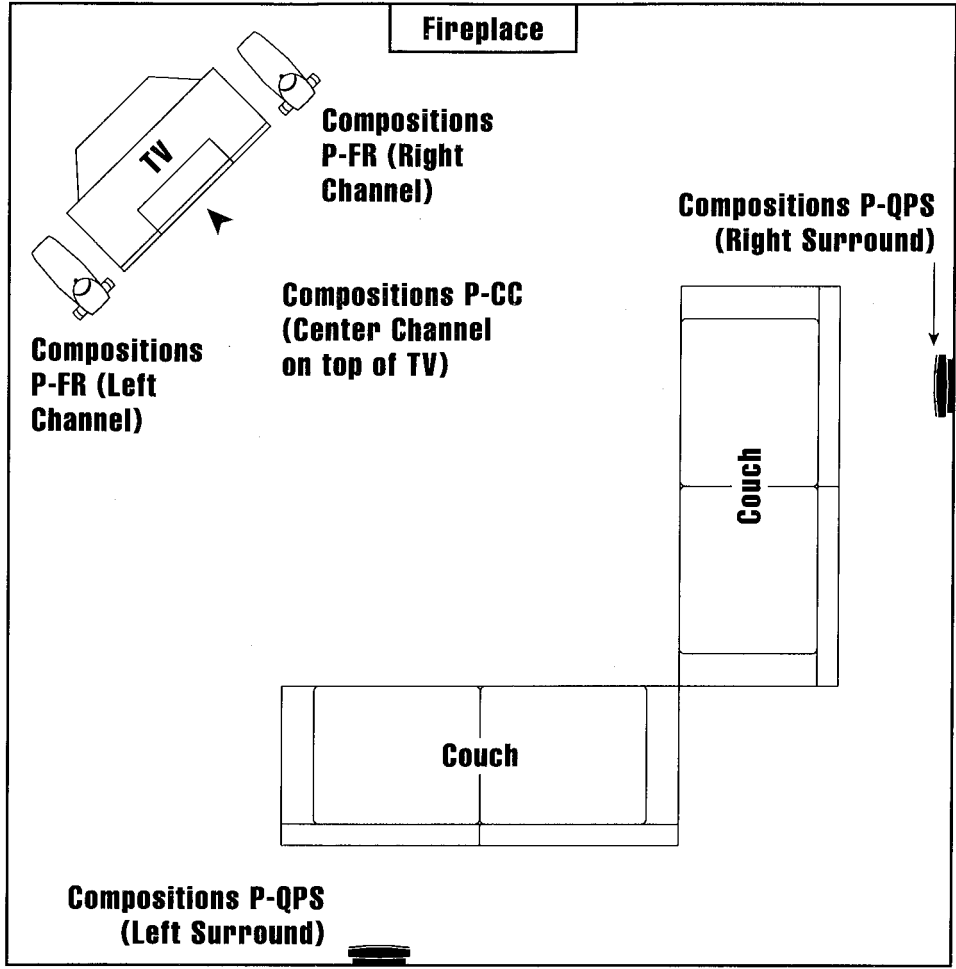 Fireplace
TV
Compositions
P-FR (Right
Channel)
Compositions P-QPS
(Right Surround)
Compositions P-CC
(Center Channel
on top of TV)
Compositions
P-FR (Left
Channel)
Couch
Couch
Compositions P-QPS
(Left Surround)